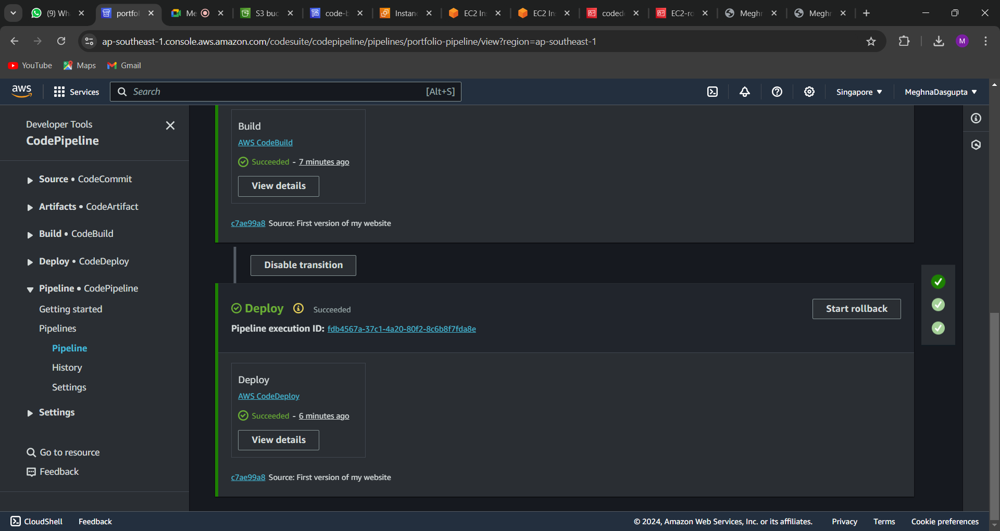 (9) Wh
portfol
Me
S3 buc
code-b
Instanc
EC2 In
EC2 In
coded
EC2-ro
Meghn
Meghn
ap-southeast-1.console.aws.amazon.com/codesuite/codepipeline/pipelines/portfolio-pipeline/view?region=ap-southeast-1
M
YouTube
Maps
Gmail
aws
Services
Search
[Alt+S]
Singapore
MeghnaDasgupta
Developer Tools
CodePipeline
Source • CodeCommit
Artifacts • CodeArtifact
Build • CodeBuild
Deploy • CodeDeploy
Pipeline • CodePipeline
Getting started
Pipelines
Pipeline
History
Settings
Settings
Go to resource
Feedback
Build
AWS CodeBuild
Succeeded - 7 minutes ago
View details
c7ae99a8 Source: First version of my website
Disable transition
Deploy Succeeded
Start rollback
Pipeline execution ID: fdb4567a-37c1-4a20-80f2-8c6b8f7fda8e
Deploy
AWS CodeDeploy
Succeeded - 6 minutes ago
View details
c7ae99a8 Source: First version of my website
CloudShell
Feedback
© 2024, Amazon Web Services, Inc. or its affiliates.
Privacy
Terms
Cookie preferences